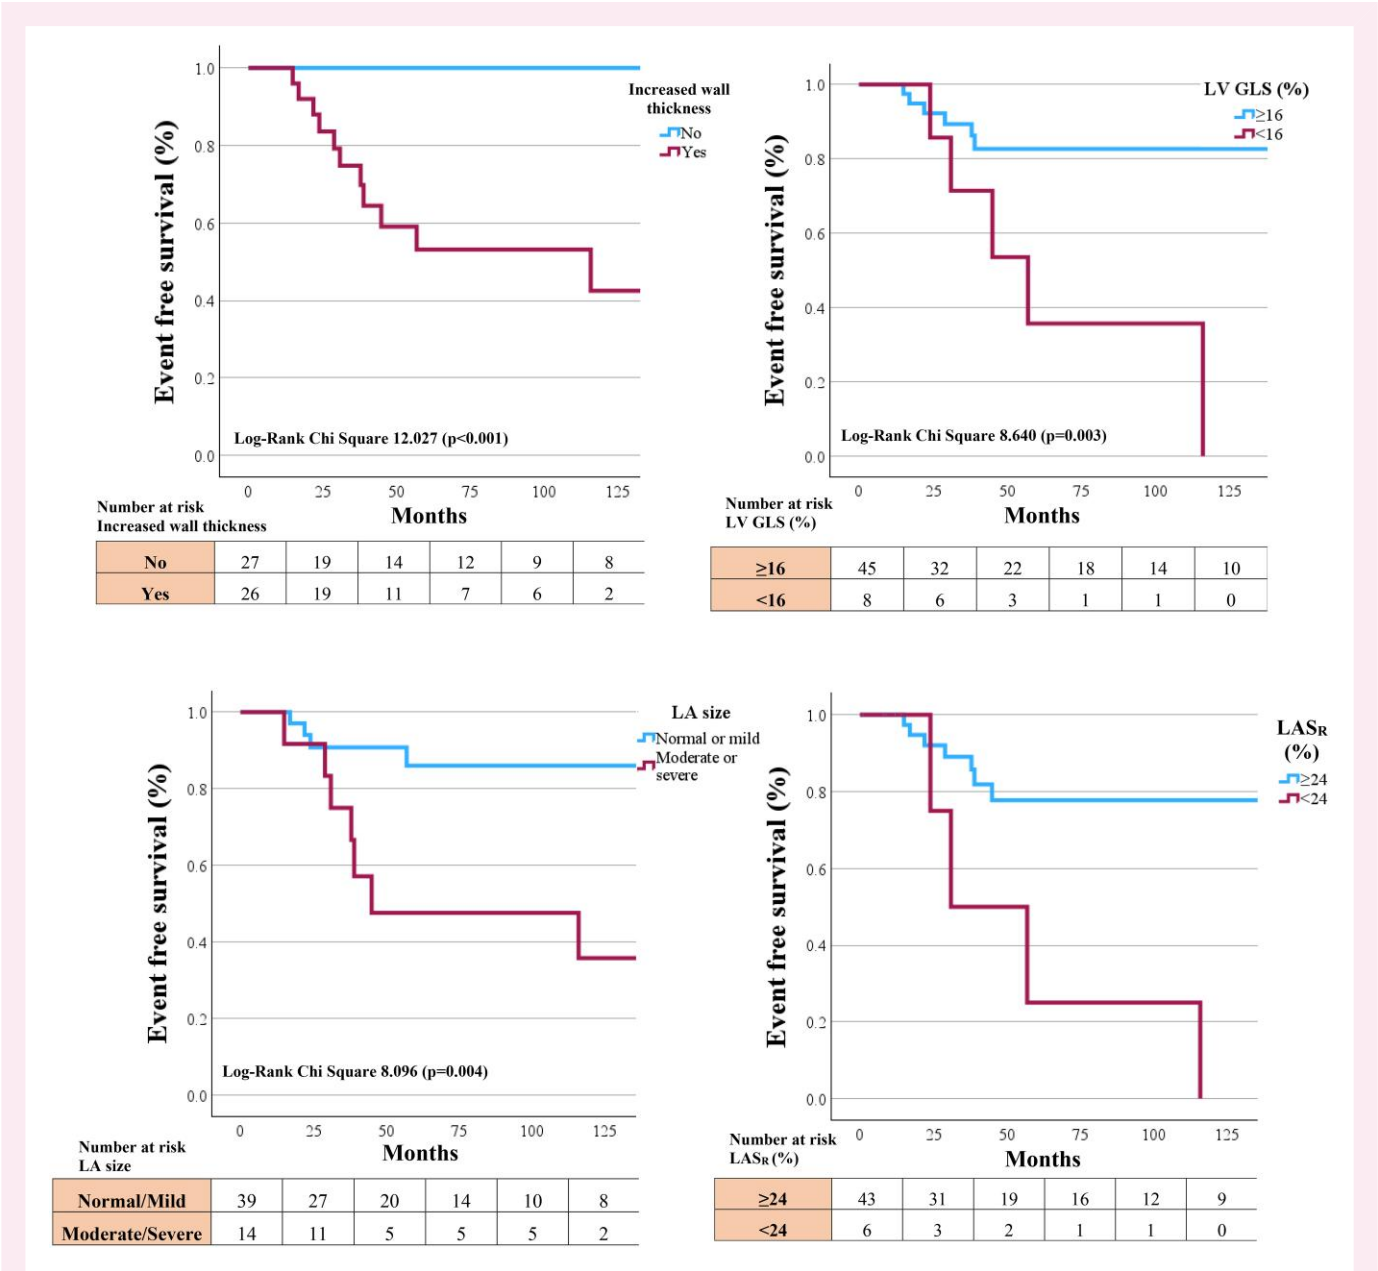 Increased wall
thickness
No
Yes
Event free survival (%)
1.0
0.8
0.6
0.4
0.2
0.0
Log-Rank Chi Square 12.027 (p<0.001)
0 25 50 75 100 125
Months
Number at risk
Increased wall thickness
No 27 19 14 12 9 8
Yes 26 19 11 7 6 2
LV GLS (%)
≥16
<16
Event free survival (%)
1.0
0.8
0.6
0.4
0.2
0.0
Log-Rank Chi Square 8.640 (p=0.003)
0 25 50 75 100 125
Months
Number at risk
LV GLS (%)
≥16 45 32 22 18 14 10
<16 8 6 3 1 1 0
LA size
Normal or mild
Moderate or
severe
Event free survival (%)
1.0
0.8
0.6
0.4
0.2
0.0
Log-Rank Chi Square 8.096 (p=0.004)
0 25 50 75 100 125
Months
Number at risk
LA size
Normal/Mild 39 27 20 14 10 8
Moderate/Severe 14 11 5 5 5 2
LASR
(%)
≥24
<24
Event free survival (%)
1.0
0.8
0.6
0.4
0.2
0.0
0 25 50 75 100 125
Months
Number at risk
LASR (%)
≥24 43 31 19 16 12 9
<24 6 3 2 1 1 0